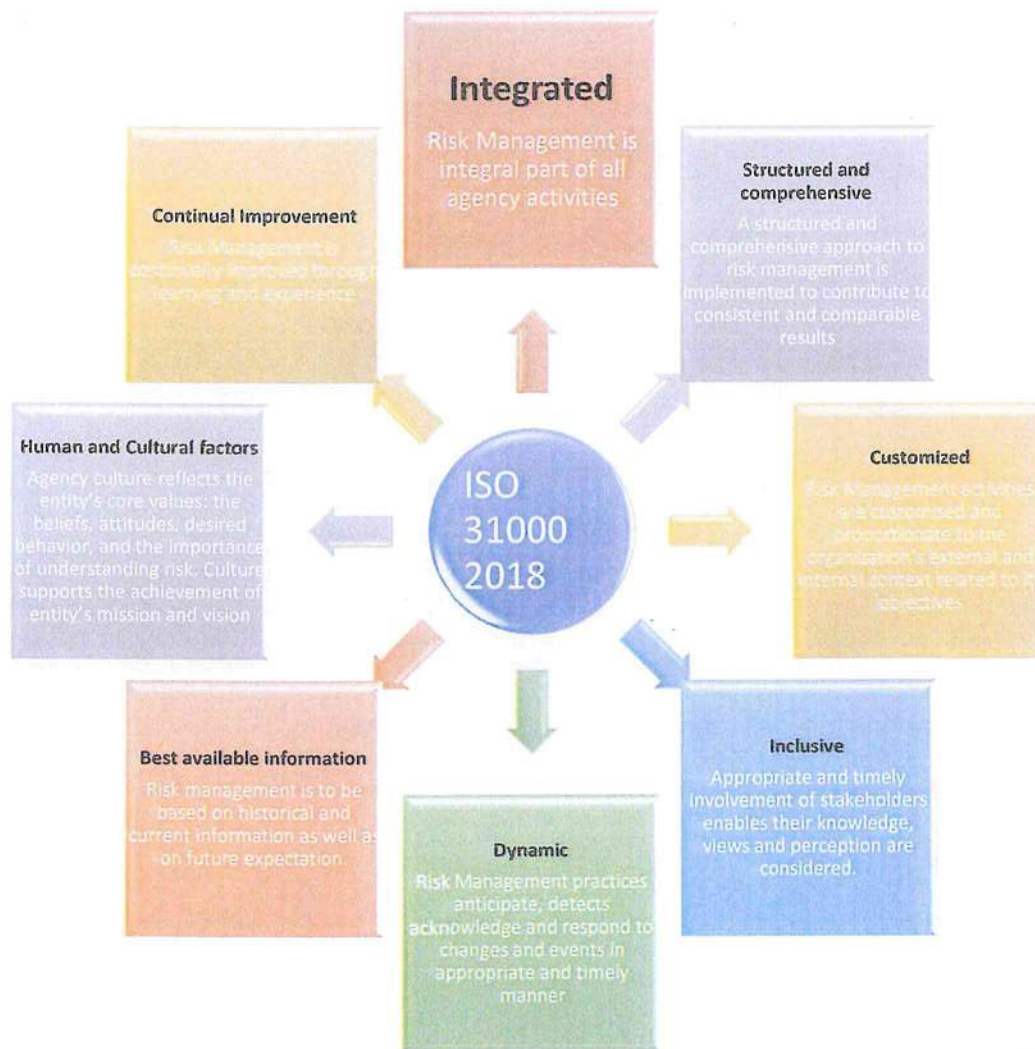 Integrated
Risk Management is
integral part of all
agency activities
Structured and
comprehensive
A structured and
comprehensive approach to
risk management is
implemented to contribute to
consistent and comparable
results
Customized
Risk Management activities
are customised and
proportionate to the
organisation's external and
internal context related to
objectives
Inclusive
Appropriate and timely
involvement of stakeholders
enables their knowledge,
views and perception are
considered.
Dynamic
Risk Management practices
anticipate, detects
acknowledge and respond to
changes and events in
appropriate and timely
manner
Best available information
Risk management is to be
based on historical and
current information as well as
on future expectation.
Human and Cultural factors
Agency culture reflects the
entity's core values: the
beliefs, attitudes, desired
behavior, and the importance
of understanding risk. Culture
supports the achievement of
entity's mission and vision
Continual Improvement
Risk Management is
continually improved through
learning and experience
ISO
31000
2018